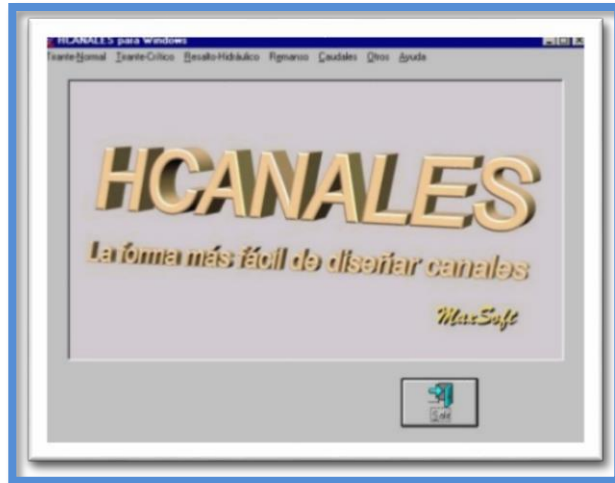 HCANALES para Windows
Tirante-Normal Tirante-Crítico Resalto-Hidráulico Remanso Caudales Otros Ayuda
HCANALES
La forma más fácil de diseñar canales
MaxSoft
Salir